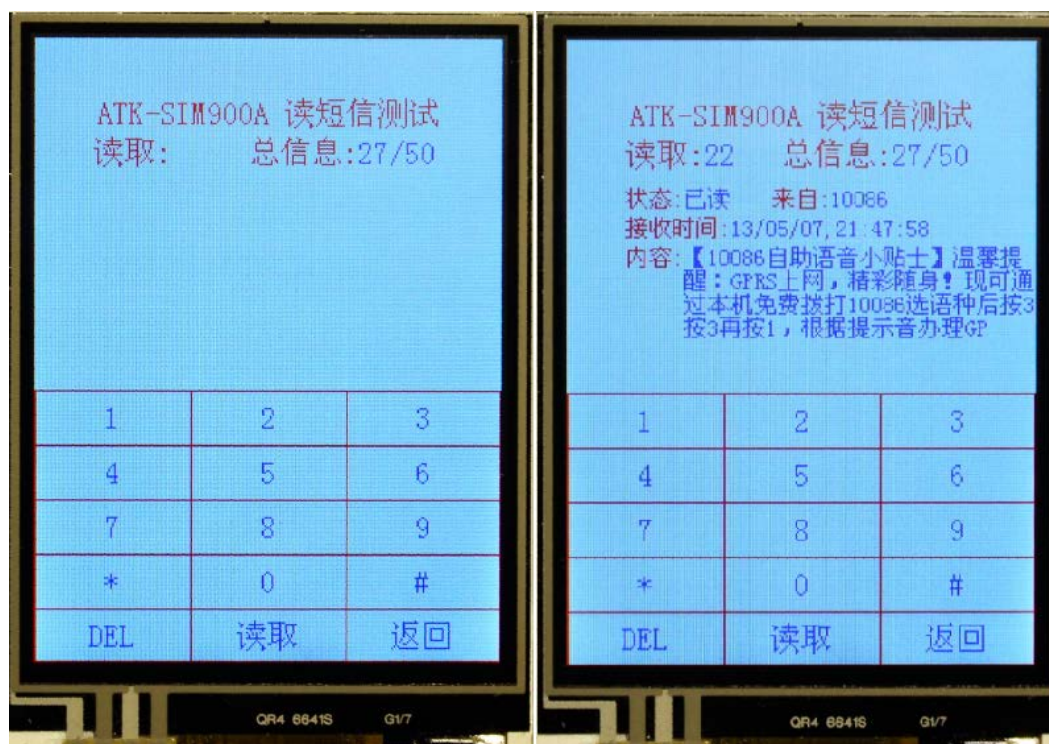 ATK-SIM900A 读短信测试
读取: 总信息:27/50
1 2 3
4 5 6
7 8 9
* 0 #
DEL 读取 返回
QR4 6641S G1/7
ATK-SIM900A 读短信测试
读取:22 总信息:27/50
状态:已读 来自:10086
接收时间:13/05/07,21:47:58
内容:【10086自助语音小贴士】温馨提
醒：GPRS上网，精彩随身！现可通
过本机免费拨打10086选语种后按3
按3再按1，根据提示音办理GP
1 2 3
4 5 6
7 8 9
* 0 #
DEL 读取 返回
QR4 6641S G1/7